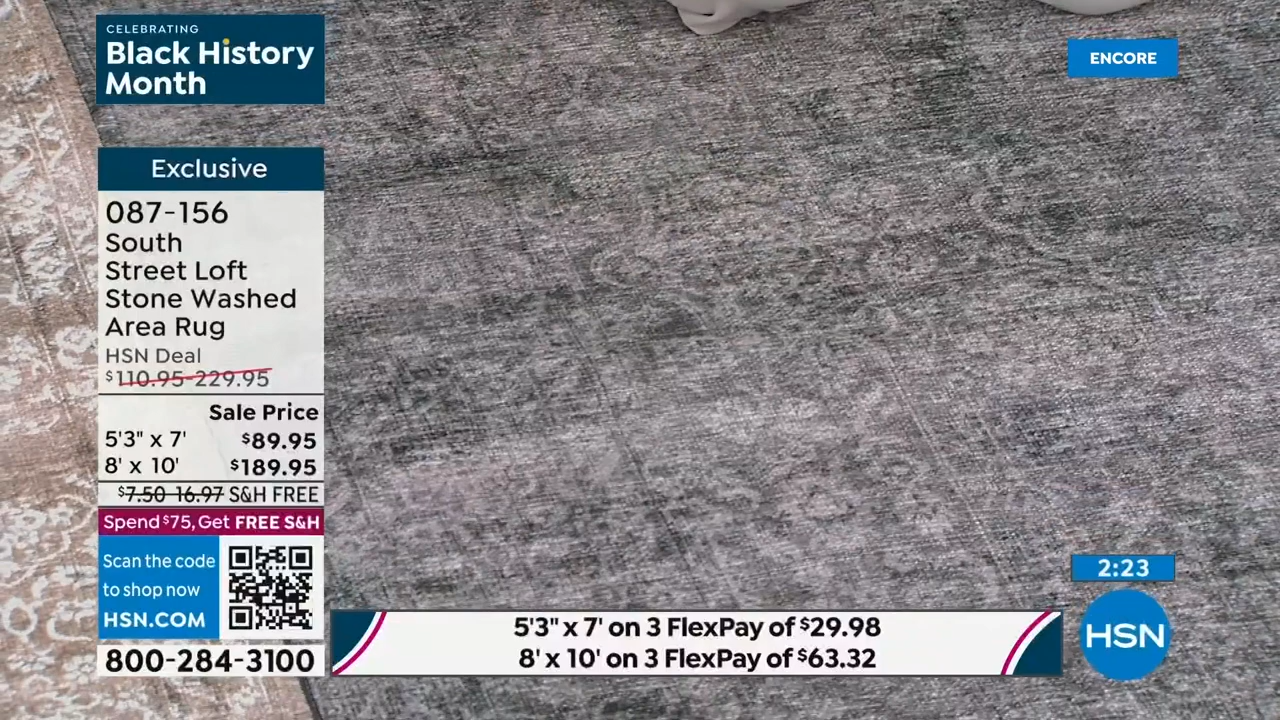 CELEBRATING
Black History
Month
ENCORE
Exclusive
087-156
South
Street Loft
Stone Washed
Area Rug
HSN Deal
$110.95-229.95
Sale Price
5'3" x 7' $89.95
8' x 10' $189.95
$7.50-16.97 S&H FREE
Spend $75, Get FREE S&H
Scan the code
to shop now
HSN.COM
800-284-3100
5'3" x 7' on 3 FlexPay of $29.98
8' x 10' on 3 FlexPay of $63.32
2:23
HSN